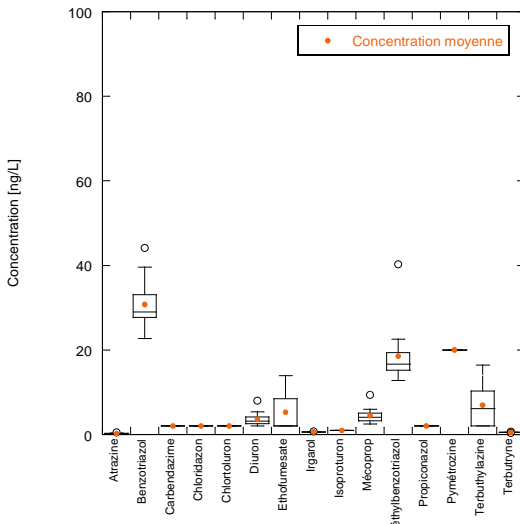 100
80
60
40
20
0
Concentration [ng/L]
Concentration moyenne
Atrazine
Benzotriazol
Carbendazime
Chloridazon
Chlortoluron
Diuron
Ethofumesate
Irgarol
Isoproturon
Mécoprop
éthylbenzotriazol
Propiconazol
Pymétrozine
Terbuthylazine
Terbutryne